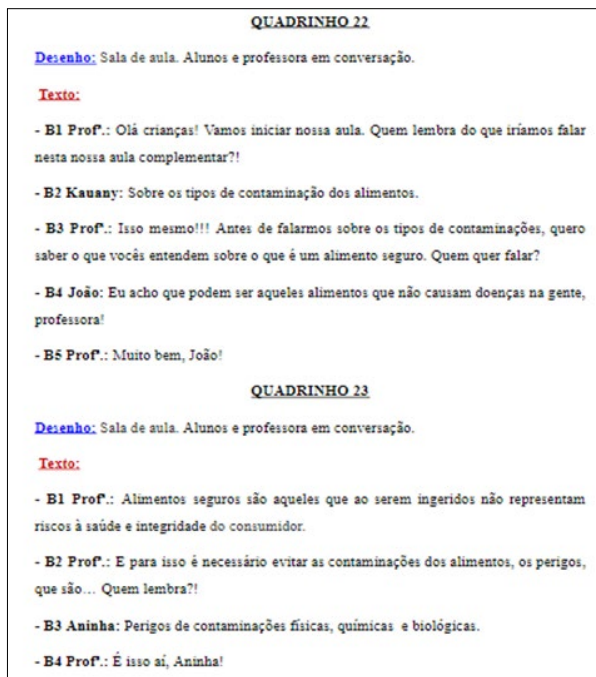 QUADRINHO 22
Desenho: Sala de aula. Alunos e professora em conversação.
Texto:
- B1 Profª.: Olá crianças! Vamos iniciar nossa aula. Quem lembra do que iríamos falar
nesta nossa aula complementar?!
- B2 Kauany: Sobre os tipos de contaminação dos alimentos.
- B3 Profª.: Isso mesmo!!! Antes de falarmos sobre os tipos de contaminações, quero
saber o que vocês entendem sobre o que é um alimento seguro. Quem quer falar?
- B4 João: Eu acho que podem ser aqueles alimentos que não causam doenças na gente,
professora!
- B5 Profª.: Muito bem, João!
QUADRINHO 23
Desenho: Sala de aula. Alunos e professora em conversação.
Texto:
- B1 Profª.: Alimentos seguros são aqueles que ao serem ingeridos não representam
riscos à saúde e integridade do consumidor.
- B2 Profª.: E para isso é necessário evitar as contaminações dos alimentos, os perigos,
que são... Quem lembra?!
- B3 Aninha: Perigos de contaminações físicas, químicas e biológicas.
- B4 Profª.: É isso aí, Aninha!